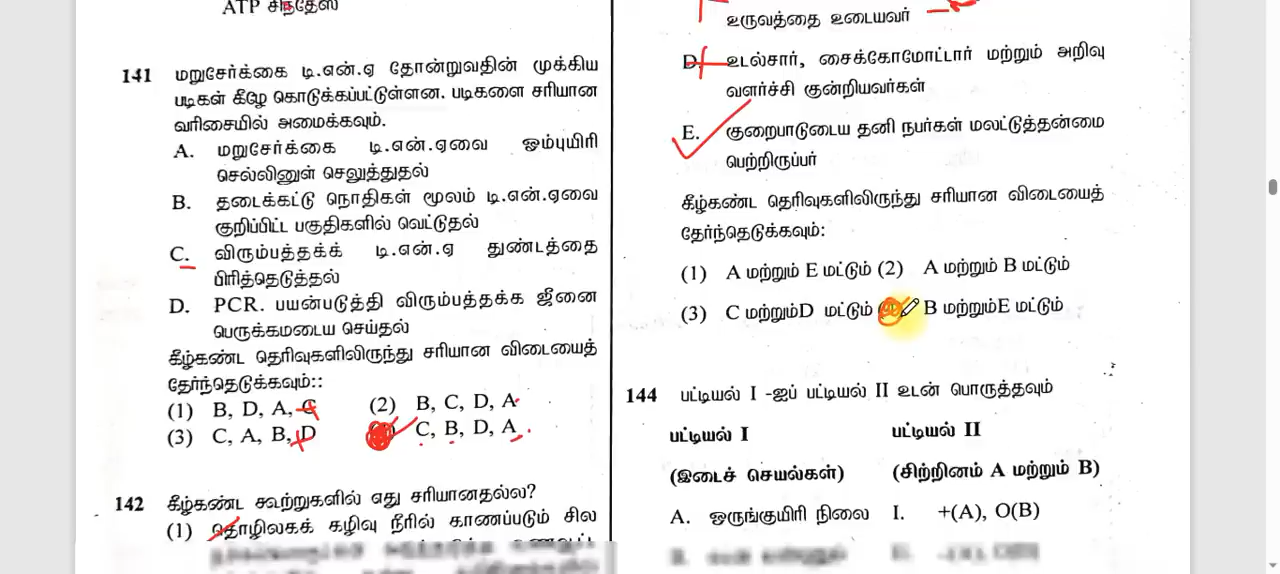 ATP சிந்தேஸ்
141 மறுசேர்க்கை டி.என்.ஏ தோன்றுவதின் முக்கிய
படிகள் கீழே கொடுக்கப்பட்டுள்ளன. படிகளை சரியான
வரிசையில் அமைக்கவும்.
A. மறுசேர்க்கை டி.என்.ஏவை ஓம்புயிரி
செல்லினுள் செலுத்துதல்
B. தடைக்கட்டு நொதிகள் மூலம் டி.என்.ஏவை
குறிப்பிட்ட பகுதிகளில் வெட்டுதல்
C. விரும்பத்தக்க் டி.என்.ஏ துண்டத்தை
பிரித்தெடுத்தல்
D. PCR. பயன்படுத்தி விரும்பத்தக்க ஜீனை
பெருக்கமடைய செய்தல்
கீழ்கண்ட தெரிவுகளிலிருந்து சரியான விடையைத்
தேர்ந்தெடுக்கவும்::
(1) B, D, A, C (2) B, C, D, A
(3) C, A, B, D C, B, D, A
142 கீழ்கண்ட கூற்றுகளில் எது சரியானதல்ல?
(1) தொழிலகக் கழிவு நீரில் காணப்படும் சில
உருவத்தை உடையவர்
D. உடல்சார், சைக்கோமோட்டார் மற்றும் அறிவு
வளர்ச்சி குன்றியவர்கள்
E. குறைபாடுடைய தனி நபர்கள் மலட்டுத்தன்மை
பெற்றிருப்பர்
கீழ்கண்ட தெரிவுகளிலிருந்து சரியான விடையைத்
தேர்ந்தெடுக்கவும்:
(1) A மற்றும் E மட்டும் (2) A மற்றும் B மட்டும்
(3) C மற்றும்D மட்டும் B மற்றும்E மட்டும்
144 பட்டியல் I -ஐப் பட்டியல் II உடன் பொருத்தவும்
பட்டியல் I பட்டியல் II
(இடைச் செயல்கள்) (சிற்றினம் A மற்றும் B)
A. ஒருங்குயிரி நிலை I. +(A), O(B)